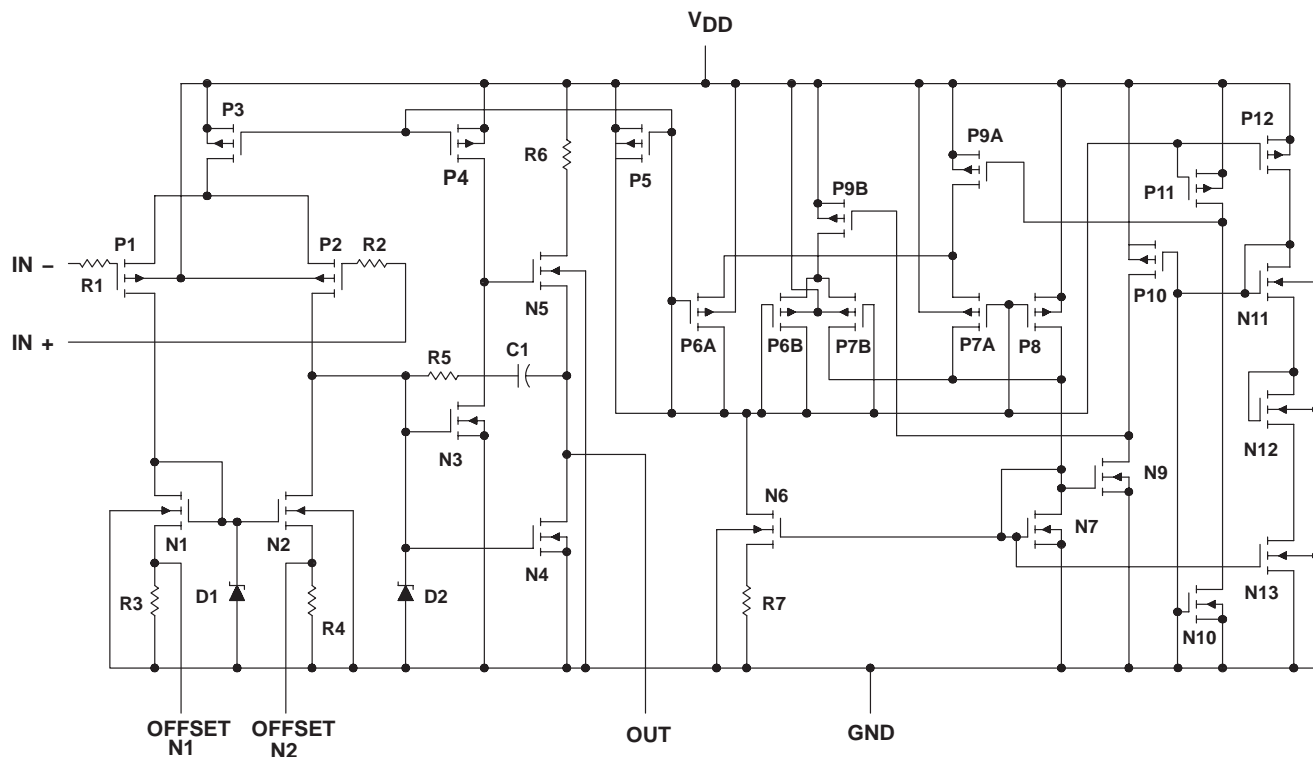 VDD
P3
P12
P9A
P4
R6
P5
P11
P9B
P1
P2
R2
IN −
R1
P10
N5
N11
P6A
P6B
P7B
P7A
P8
IN +
R5
C1
N12
N3
N9
N6
N7
N1
N2
N4
N13
R3
D1
R4
D2
R7
N10
OFFSET
N1
OFFSET
N2
OUT
GND